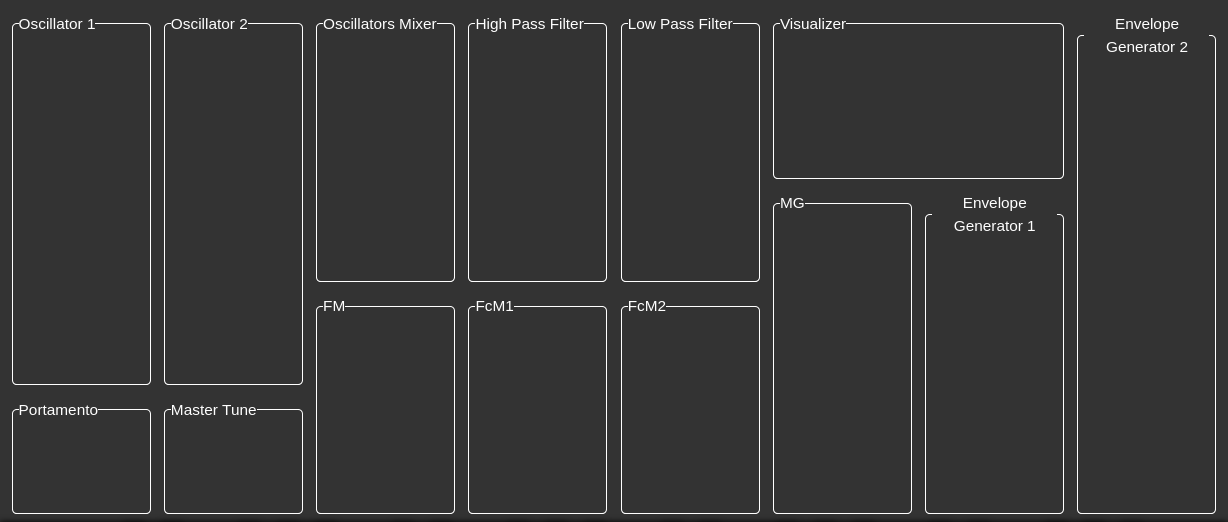 Oscillator 1
Oscillator 2
Oscillators Mixer
High Pass Filter
Low Pass Filter
Visualizer
Envelope
Generator 2
MG
Envelope
Generator 1
FM
FcM1
FcM2
Portamento
Master Tune